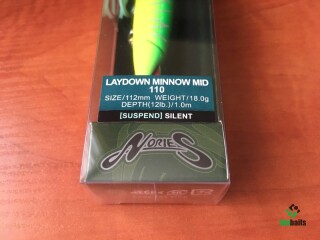 LAYDOWN MINNOW MID
110
SIZE/112mm WEIGHT/18.0g
DEPTH(12lb.)/1.0m
[SUSPEND] SILENT
NORIES